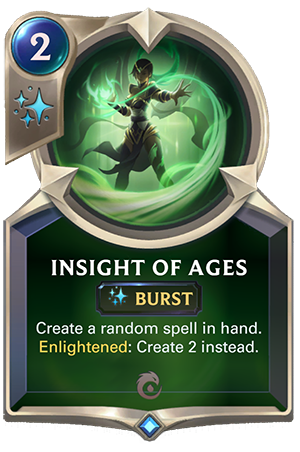 2
INSIGHT OF AGES
BURST
Create a random spell in hand.
Enlightened: Create 2 instead.